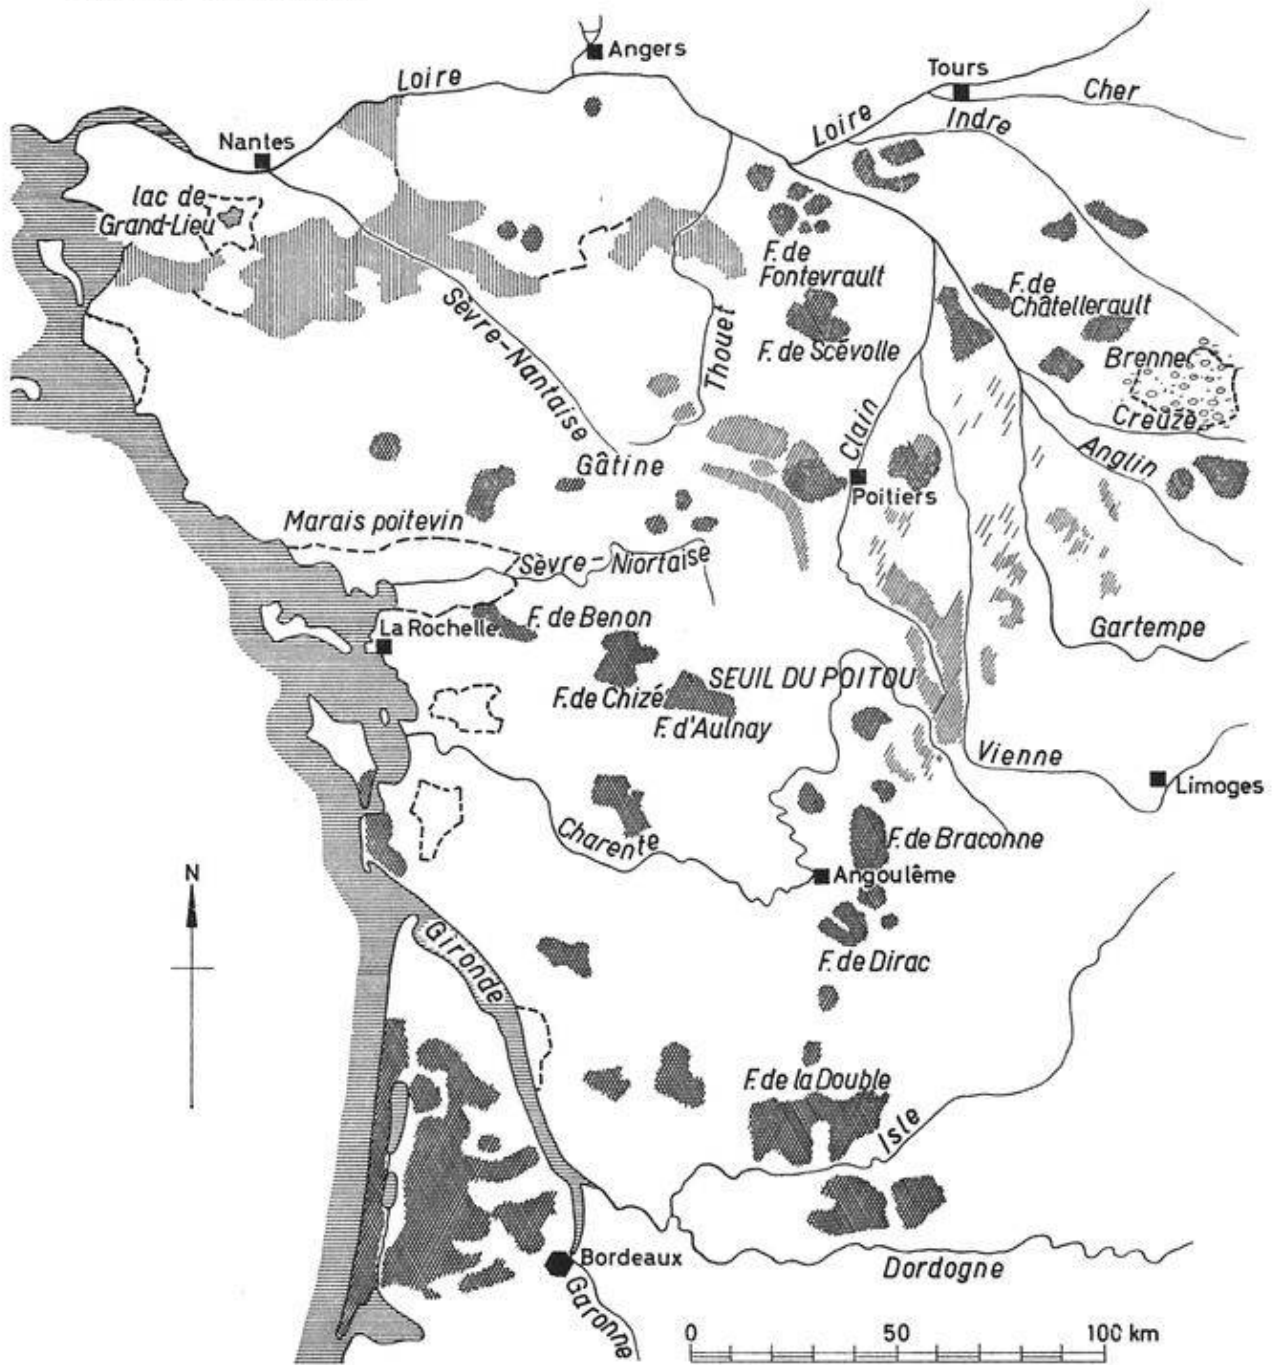 Angers
Loire
Tours
Cher
Loire
Indre
Nantes
lac de
Grand-Lieu
F. de
Fontevrault
F. de
Châtellerault
Sèvre-Nantaise
Thouet
F. de Scévolle
Brenne
Creuze
Clain
Anglin
Gâtine
Poitiers
Marais poitevin
Sèvre-Niortaise
F. de Benon
La Rochelle
Gartempe
SEUIL DU POITOU
F. de Chizé
F. d'Aulnay
Vienne
Limoges
Charente
F. de Braconne
Angoulême
N
Gironde
F. de Dirac
F. de la Double
Isle
Bordeaux
Dordogne
Garonne
0 50 100 km